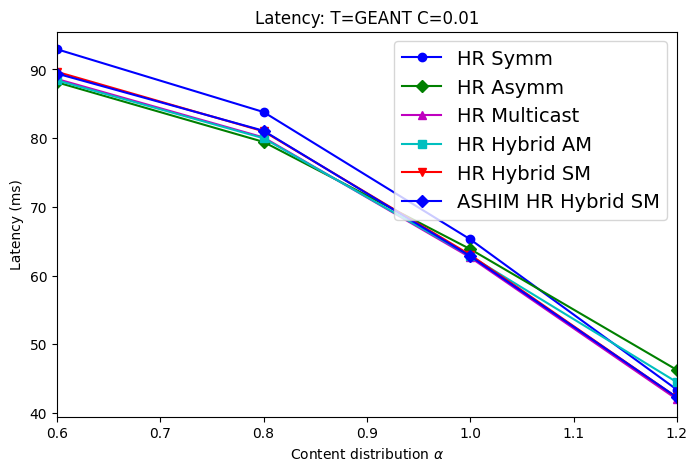 Latency: T=GEANT C=0.01
HR Symm
HR Asymm
HR Multicast
HR Hybrid AM
HR Hybrid SM
ASHIM HR Hybrid SM
Latency (ms)
90
80
70
60
50
40
0.6 0.7 0.8 0.9 1.0 1.1 1.2
Content distribution α